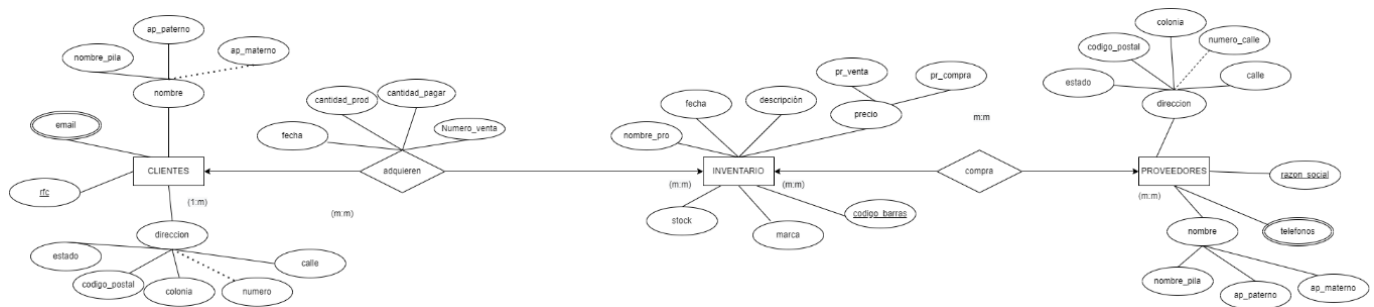 ap_paterno
nombre_pila
ap_materno
nombre
email
CLIENTES
rfc
(1:m)
direccion
estado
codigo_postal
colonia
numero
calle
cantidad_prod
cantidad_pagar
fecha
Numero_venta
adquieren
(m:m)
pr_venta
pr_compra
fecha
descripción
precio
nombre_pro
INVENTARIO
(m:m)
(m:m)
stock
marca
codigo_barras
m:m
compra
colonia
codigo_postal
numero_calle
estado
calle
direccion
PROVEEDORES
razon_social
(m:m)
nombre
telefonos
nombre_pila
ap_paterno
ap_materno